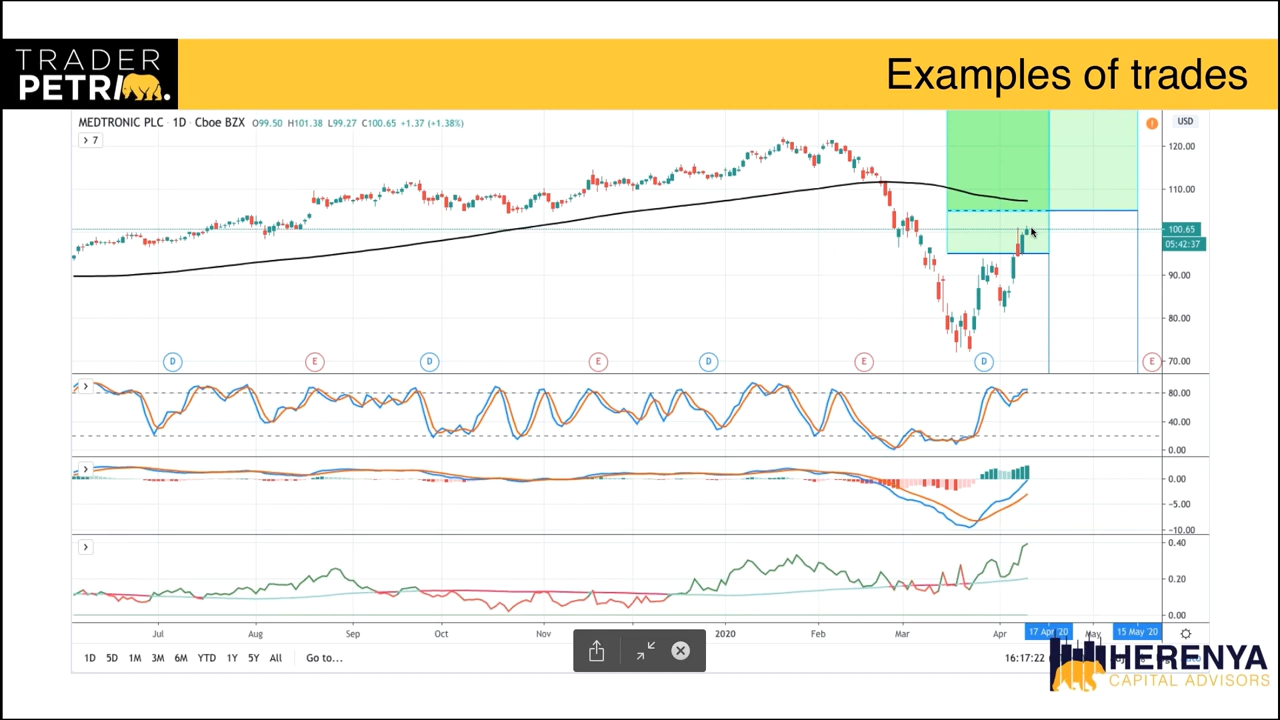 TRADER
PETRI.
Examples of trades
MEDTRONIC PLC · 1D · Cboe BZX O99.50 H101.38 L99.27 C100.65 +1.37 (+1.38%)
USD
7
120.00
110.00
100.65
05:42:37
90.00
80.00
70.00
D E D E D E D E
80.00
40.00
0.00
0.00
−5.00
−10.00
0.40
0.20
0.00
Jul Aug Sep Oct Nov 2020 Feb Mar Apr 17 Apr '20 May 15 May '20
1D 5D 1M 3M 6M YTD 1Y 5Y All Go to...
16:17:22
HERENYA
CAPITAL ADVISORS